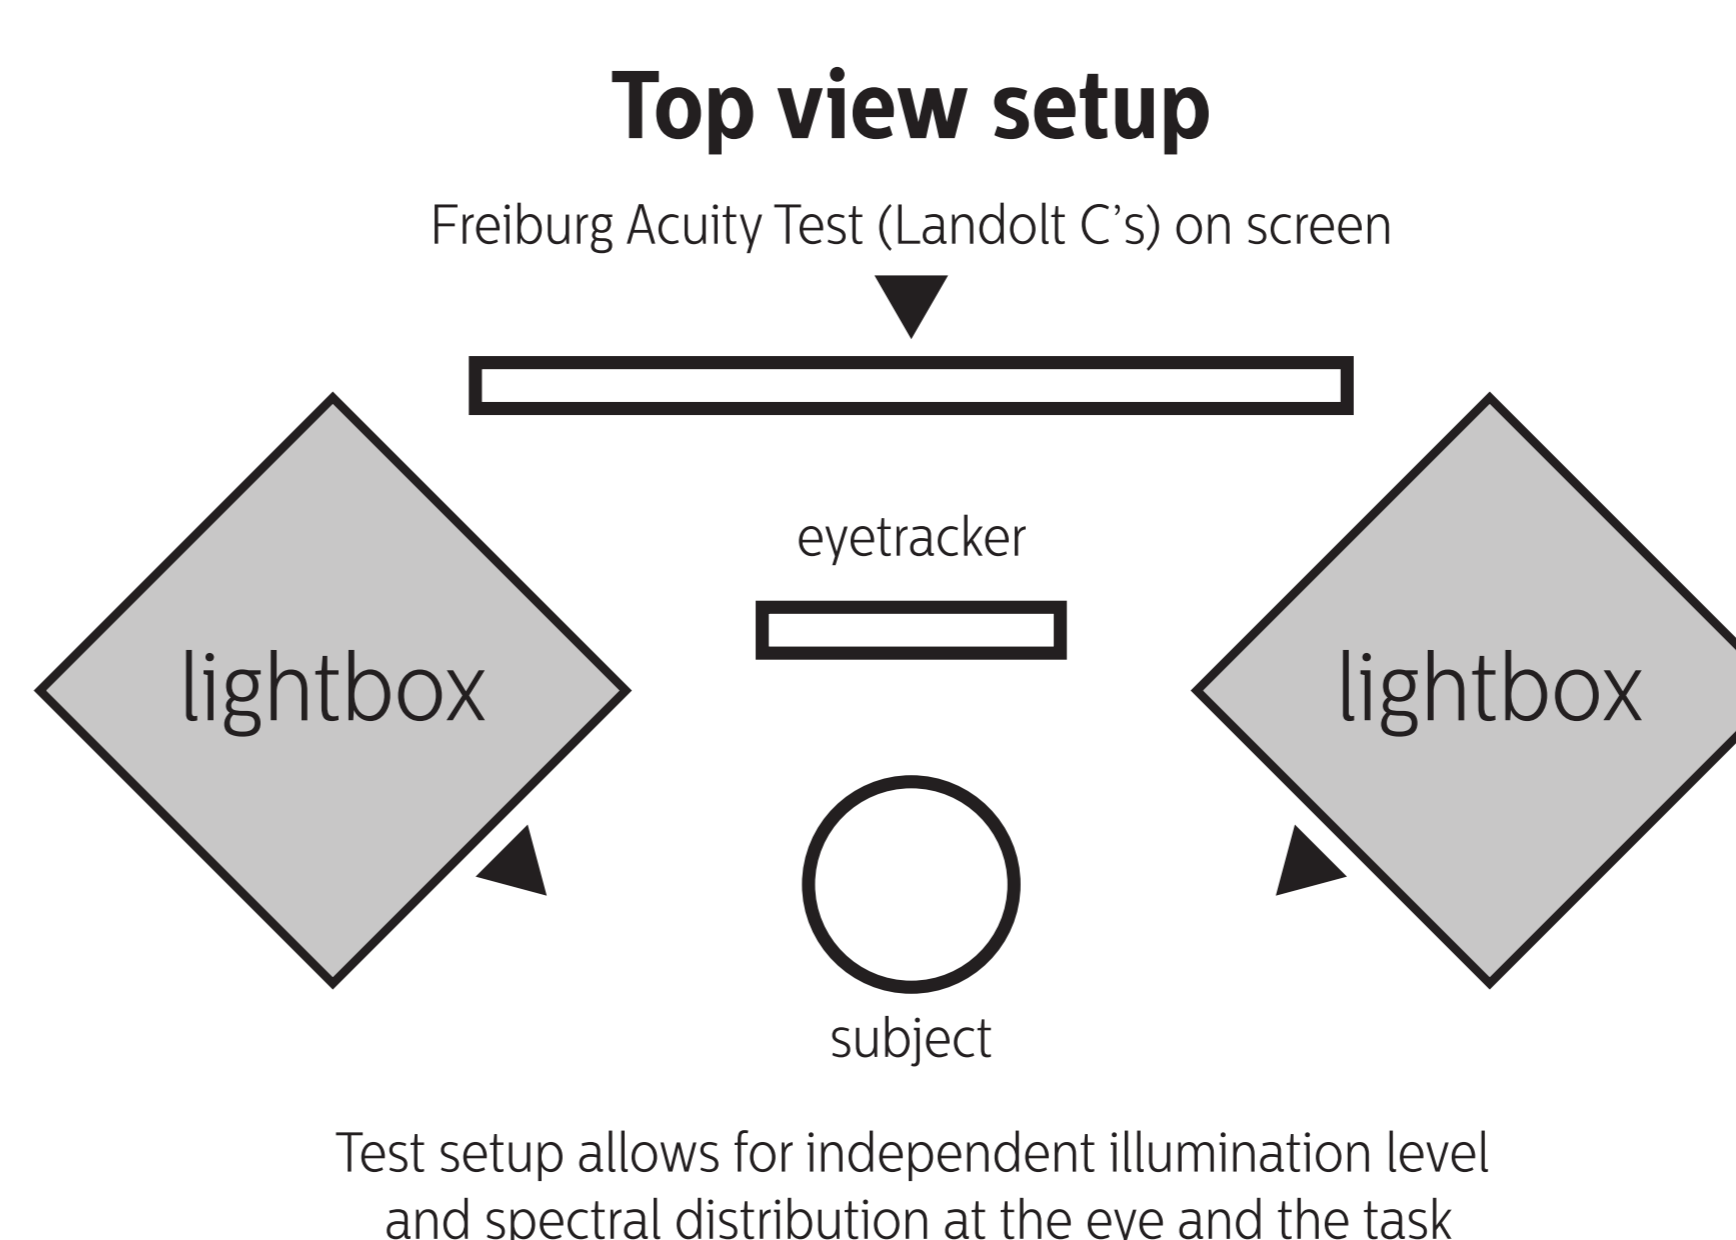 Top view setup
Freiburg Acuity Test (Landolt C’s) on screen
eyetracker
lightbox
lightbox
subject
Test setup allows for independent illumination level
and spectral distribution at the eye and the task